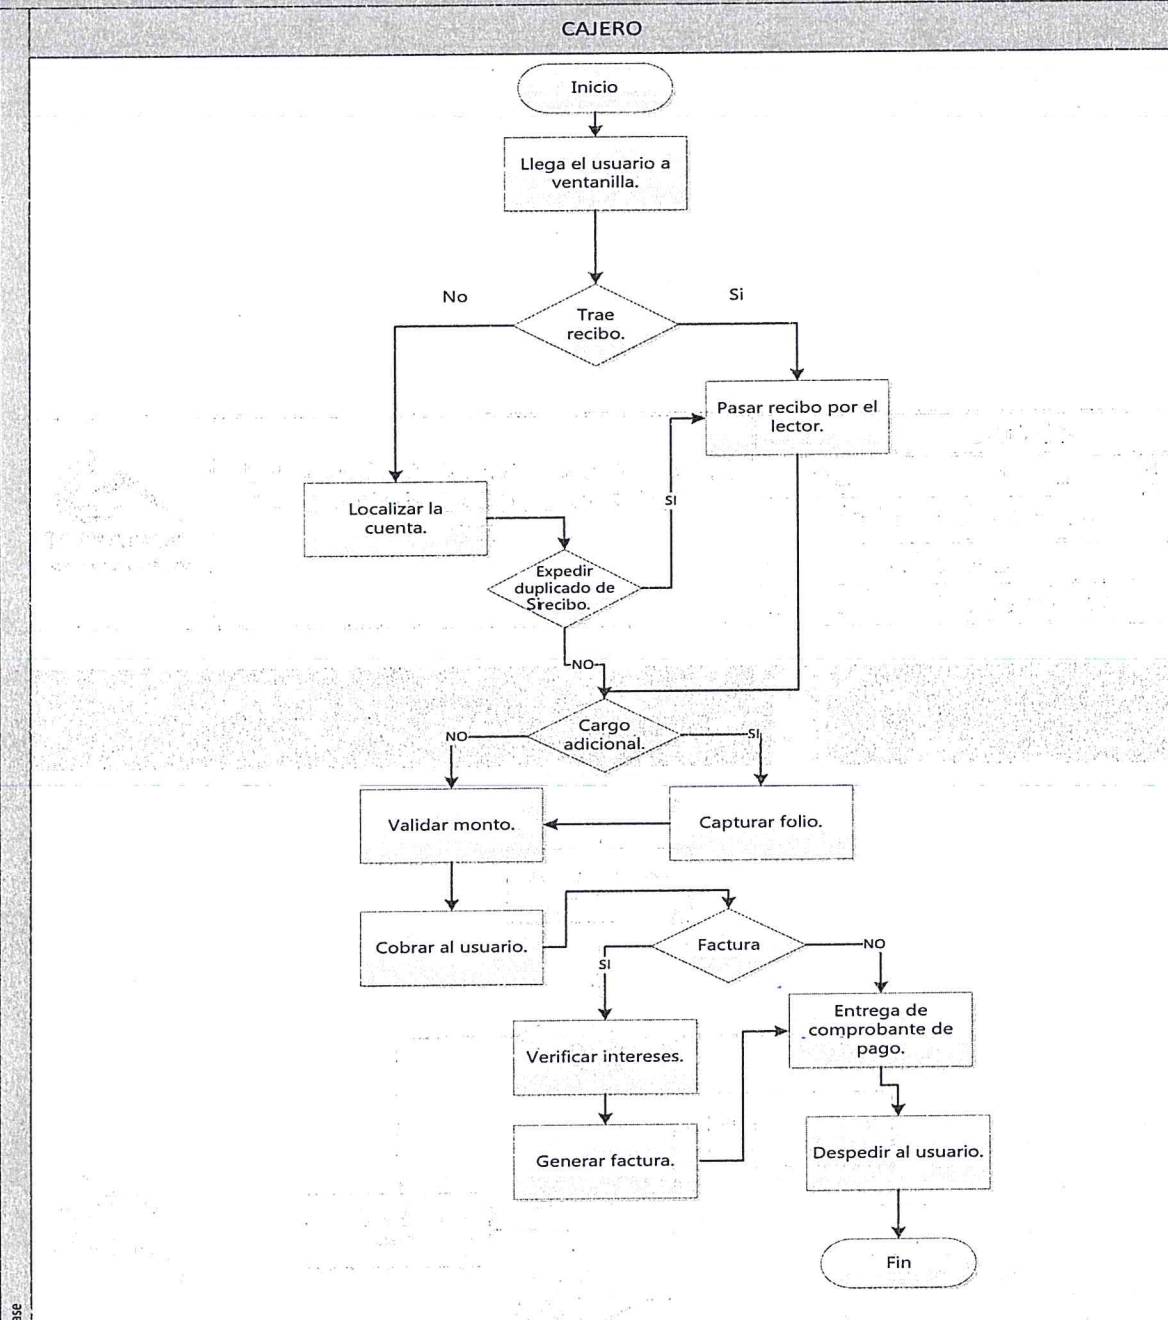 CAJERO
Inicio
Llega el usuario a
ventanilla.
No
Si
Trae
recibo.
Pasar recibo por el
lector.
SI
Localizar la
cuenta.
Expedir
duplicado de
Sirecibo.
NO
Cargo
adicional.
NO
SI
Validar monto.
Capturar folio.
Cobrar al usuario.
Factura
NO
SI
Entrega de
comprobante de
pago.
Verificar intereses.
Generar factura.
Despedir al usuario.
Fin
ase